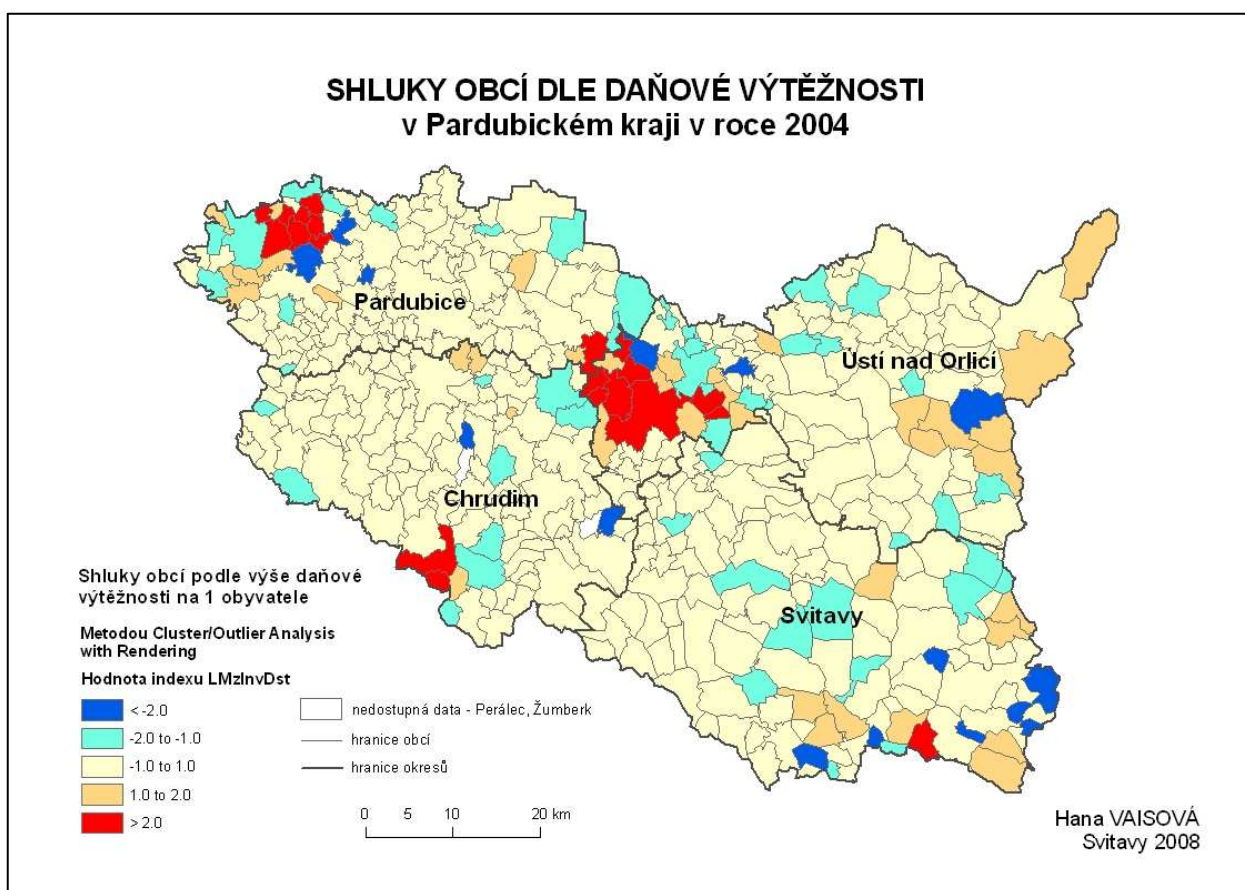 SHLUKY OBCÍ DLE DAŇOVÉ VÝTĚŽNOSTI
v Pardubickém kraji v roce 2004
Pardubice
Ústí nad Orlicí
Chrudim
Svitavy
Shluky obcí podle výše daňové
výtěžnosti na 1 obyvatele
Metodou Cluster/Outlier Analysis
with Rendering
Hodnota indexu LMzInvDst
< -2.0
-2.0 to -1.0
-1.0 to 1.0
1.0 to 2.0
> 2.0
nedostupná data - Perálec, Žumberk
hranice obcí
hranice okresů
0 5 10 20 km
Hana VAISOVÁ
Svitavy 2008